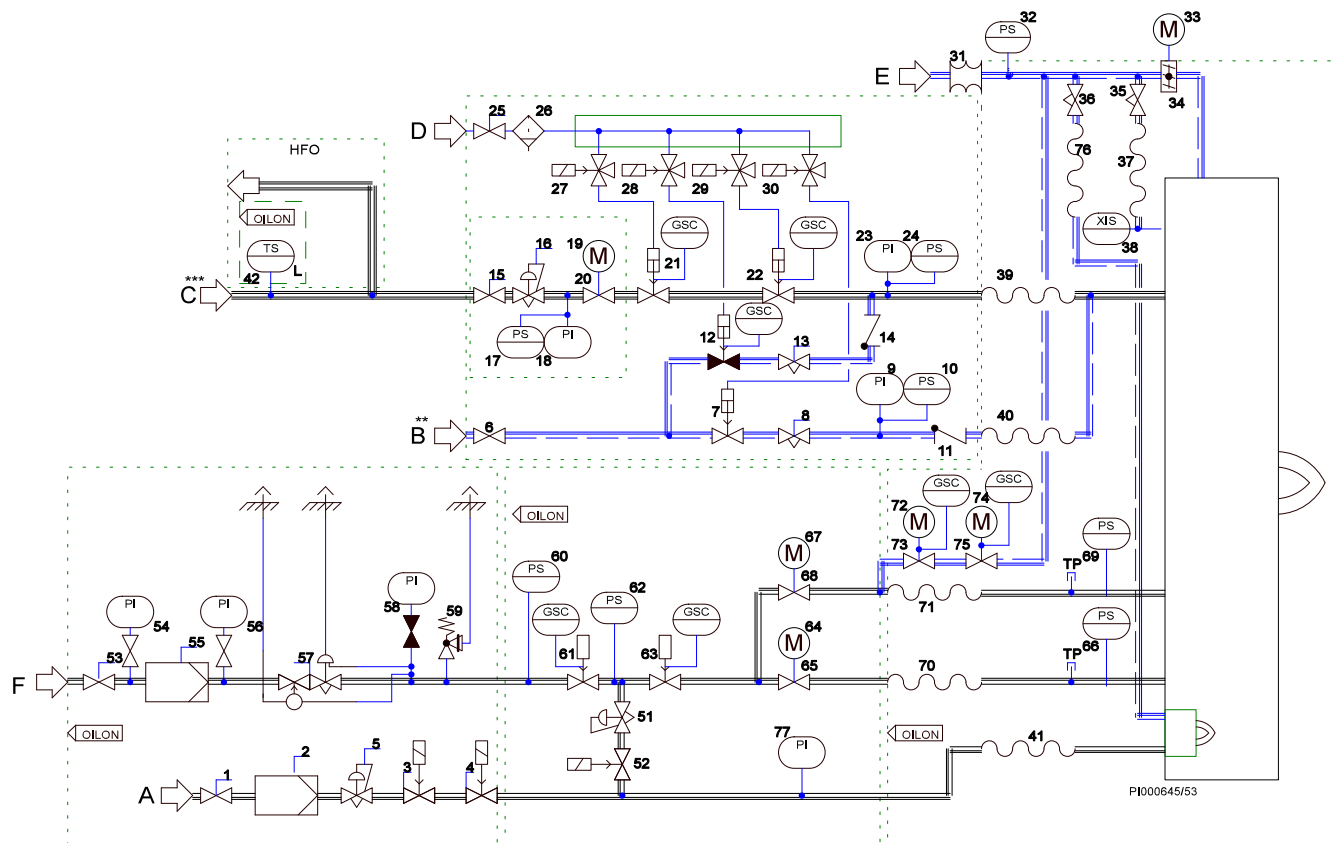 32
33
PS
M
31
E
34
36
35
25
26
D
HFO
76
37
27
28
29
30
OILON
GSC
GSC
XIS
38
TS
42
L
16
19
M
21
22
23
24
PI
PS
***
C
15
20
39
GSC
PS
PI
17
18
12
13
14
7
9
10
PI
PS
**
B
6
8
11
40
GSC
GSC
OILON
72
74
M
M
67
M
73
75
60
PS
62
PS
PS
69
TP
68
71
PI
PI
PI
54
56
58
59
GSC
GSC
64
M
PS
66
TP
53
55
57
61
63
65
70
F
51
OILON
OILON
77
PI
41
1
2
5
3
4
52
A
PI000645/53